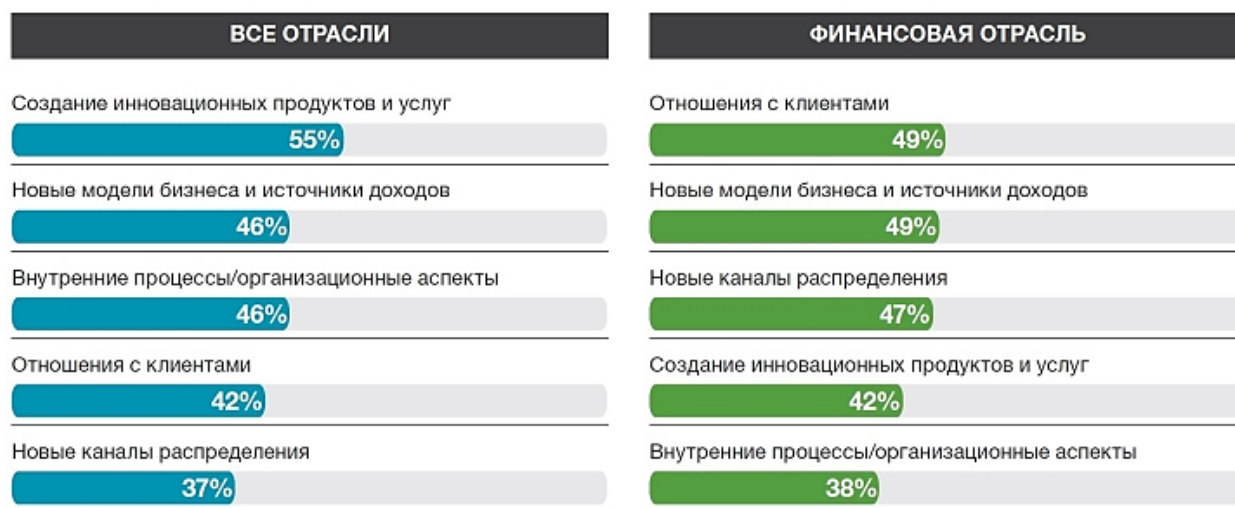 ВСЕ ОТРАСЛИ
Создание инновационных продуктов и услуг
55%
Новые модели бизнеса и источники доходов
46%
Внутренние процессы/организационные аспекты
46%
Отношения с клиентами
42%
Новые каналы распределения
37%
ФИНАНСОВАЯ ОТРАСЛЬ
Отношения с клиентами
49%
Новые модели бизнеса и источники доходов
49%
Новые каналы распределения
47%
Создание инновационных продуктов и услуг
42%
Внутренние процессы/организационные аспекты
38%